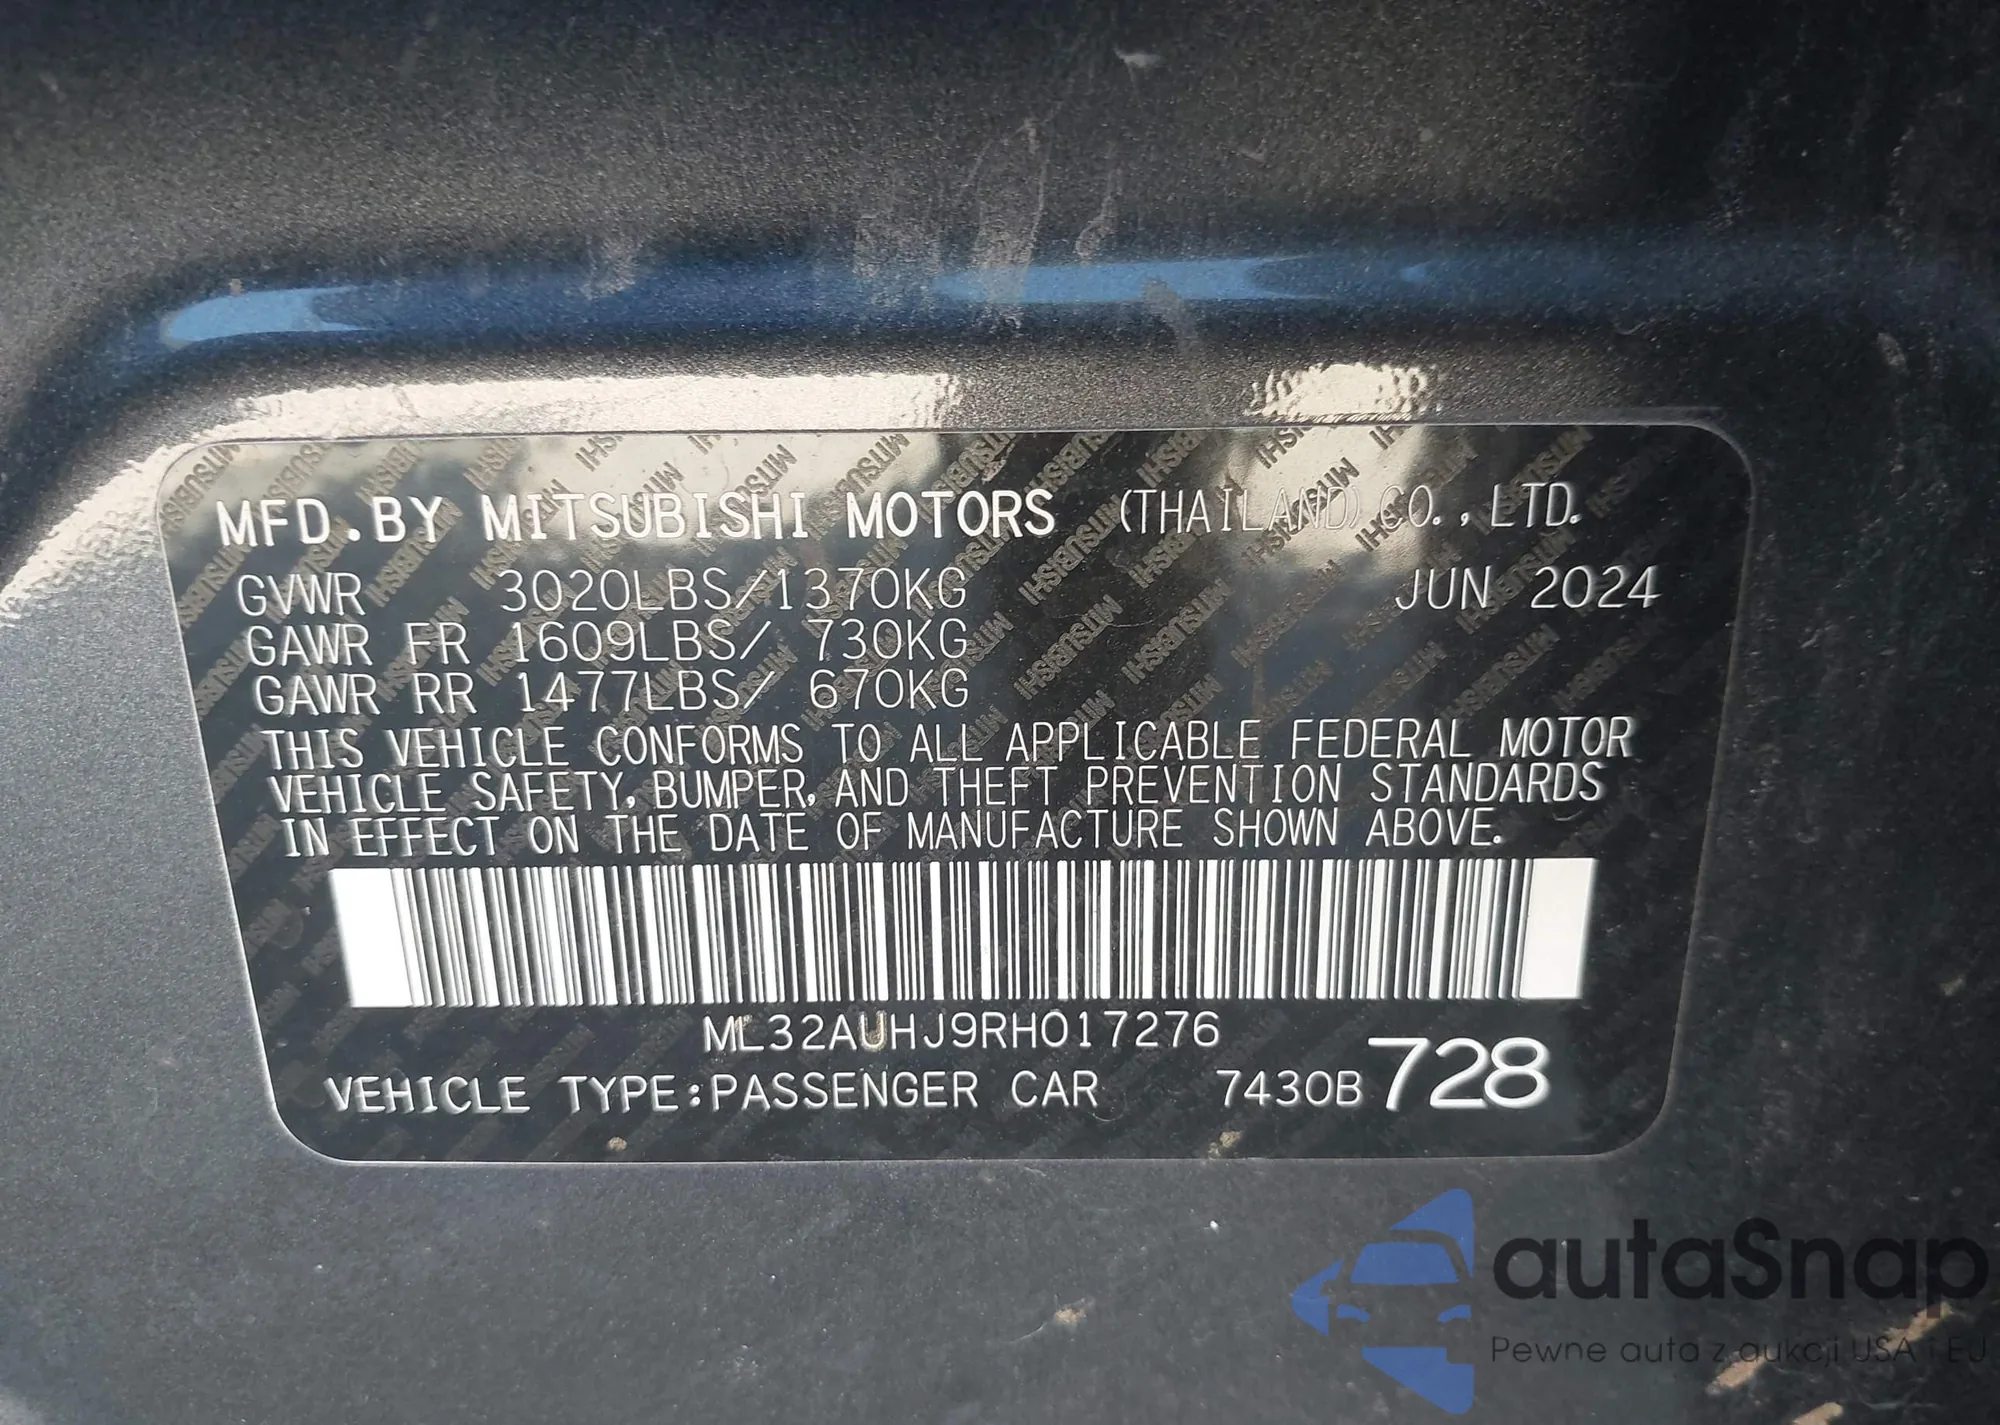 MFD.BY MITSUBISHI MOTORS (THAILAND) CO., LTD.
GVWR 3020LBS/1370KG JUN 2024
GAWR FR 1609LBS/ 730KG
GAWR RR 1477LBS/ 670KG
THIS VEHICLE CONFORMS TO ALL APPLICABLE FEDERAL MOTOR
VEHICLE SAFETY, BUMPER, AND THEFT PREVENTION STANDARDS
IN EFFECT ON THE DATE OF MANUFACTURE SHOWN ABOVE.
ML32AUHJ9RH017276
VEHICLE TYPE:PASSENGER CAR 7430B728
autaSnap
Pewne auta z aukcji USA i EU